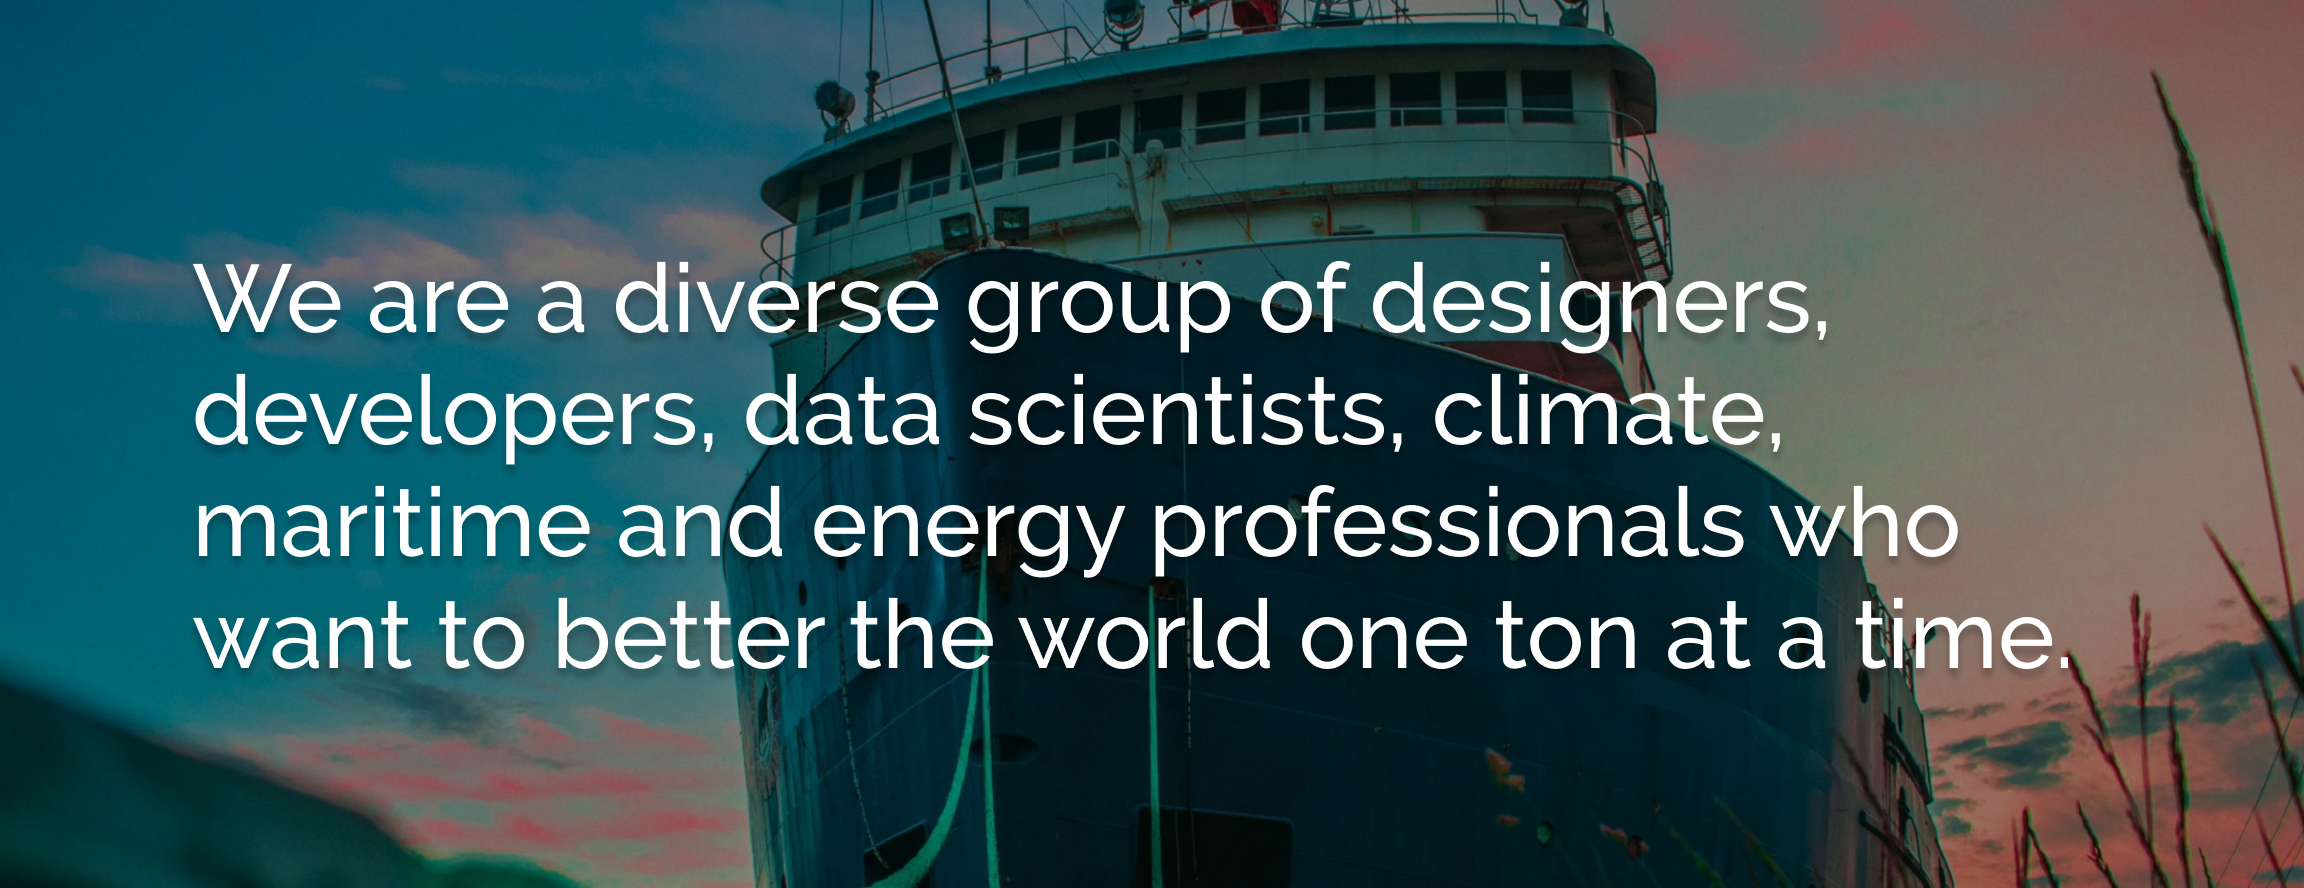 We are a diverse group of designers,
developers, data scientists, climate,
maritime and energy professionals who
want to better the world one ton at a time.